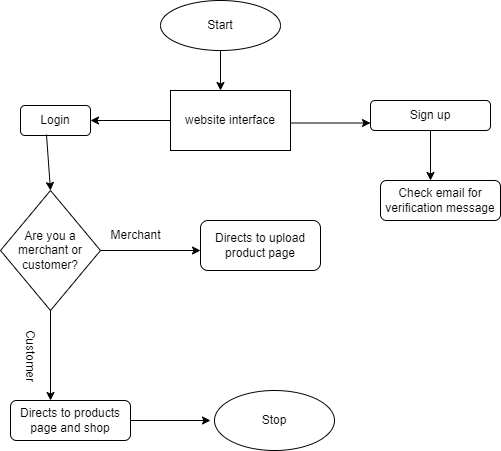 Start
website interface
Login
Sign up
Check email for
verification message
Are you a
merchant or
customer?
Merchant
Directs to upload
product page
Customer
Directs to products
page and shop
Stop